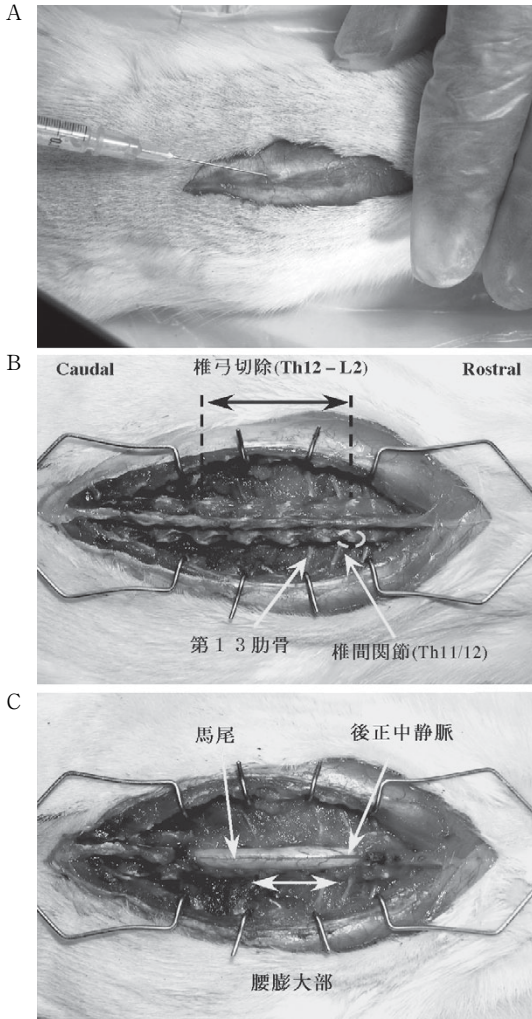 A
B
Caudal
椎弓切除(Th12－L2)
Rostral
第１３肋骨
椎間関節(Th11/12)
C
馬尾
後正中静脈
腰膨大部